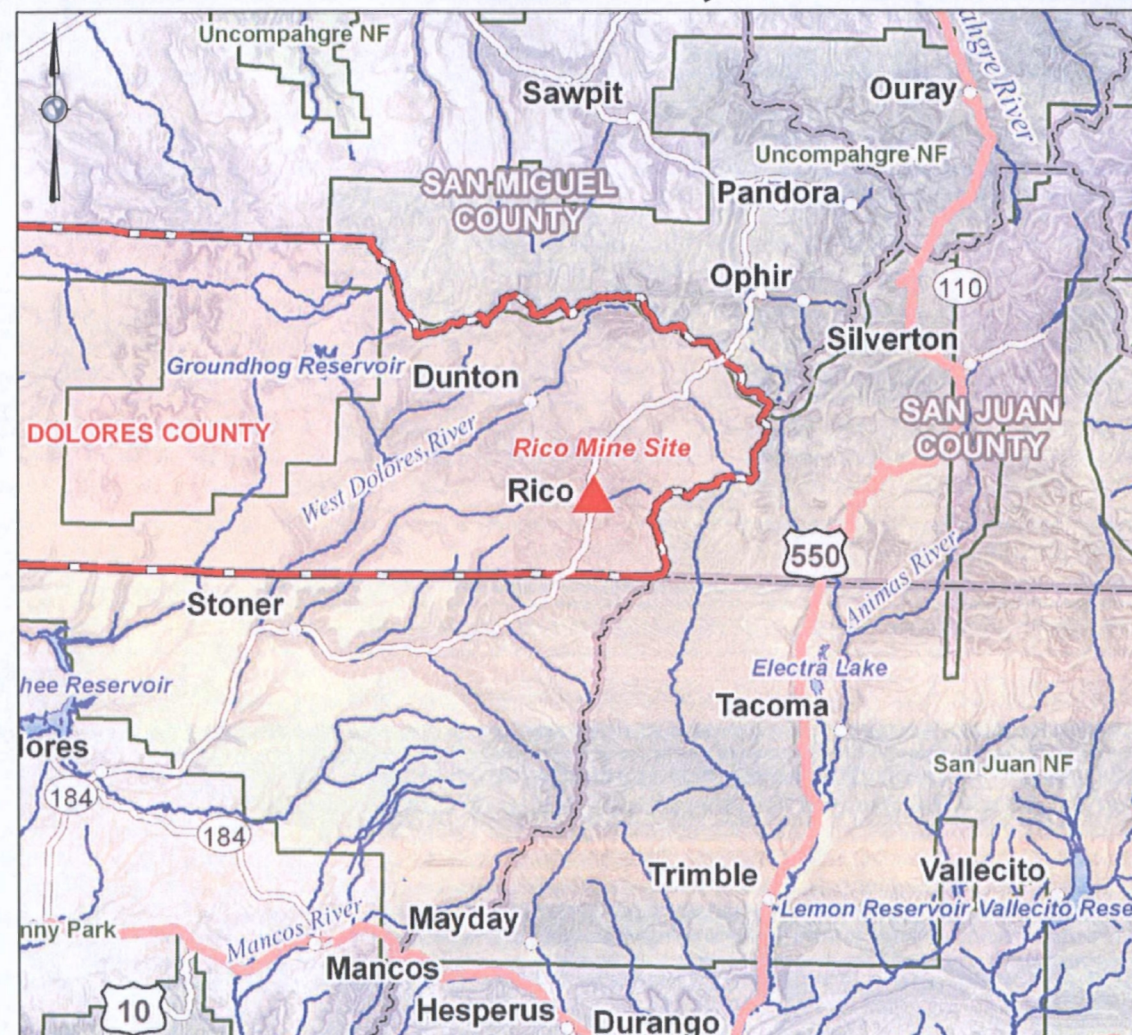 Uncompahgre NF
Sawpit
Ouray
ahgre River
Uncompahgre NF
SAN MIGUEL
COUNTY
Pandora
Ophir
110
Silverton
Groundhog Reservoir
Dunton
SAN JUAN
COUNTY
DOLORES COUNTY
West Dolores River
Rico Mine Site
Rico
550
Animas River
Stoner
Electra Lake
hee Reservoir
Tacoma
lores
San Juan NF
184
184
Trimble
Vallecito
Lemon Reservoir
Vallecito Rese
nny Park
Mancos River
Mayday
Mancos
10
Hesperus
Durango